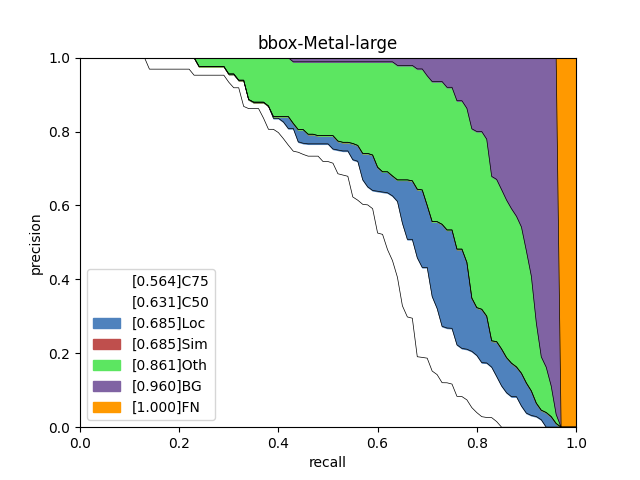 bbox-Metal-large
1.0
0.8
0.6
0.4
0.2
0.0
precision
[0.564]C75
[0.631]C50
[0.685]Loc
[0.685]Sim
[0.861]Oth
[0.960]BG
[1.000]FN
0.0 0.2 0.4 0.6 0.8 1.0
recall